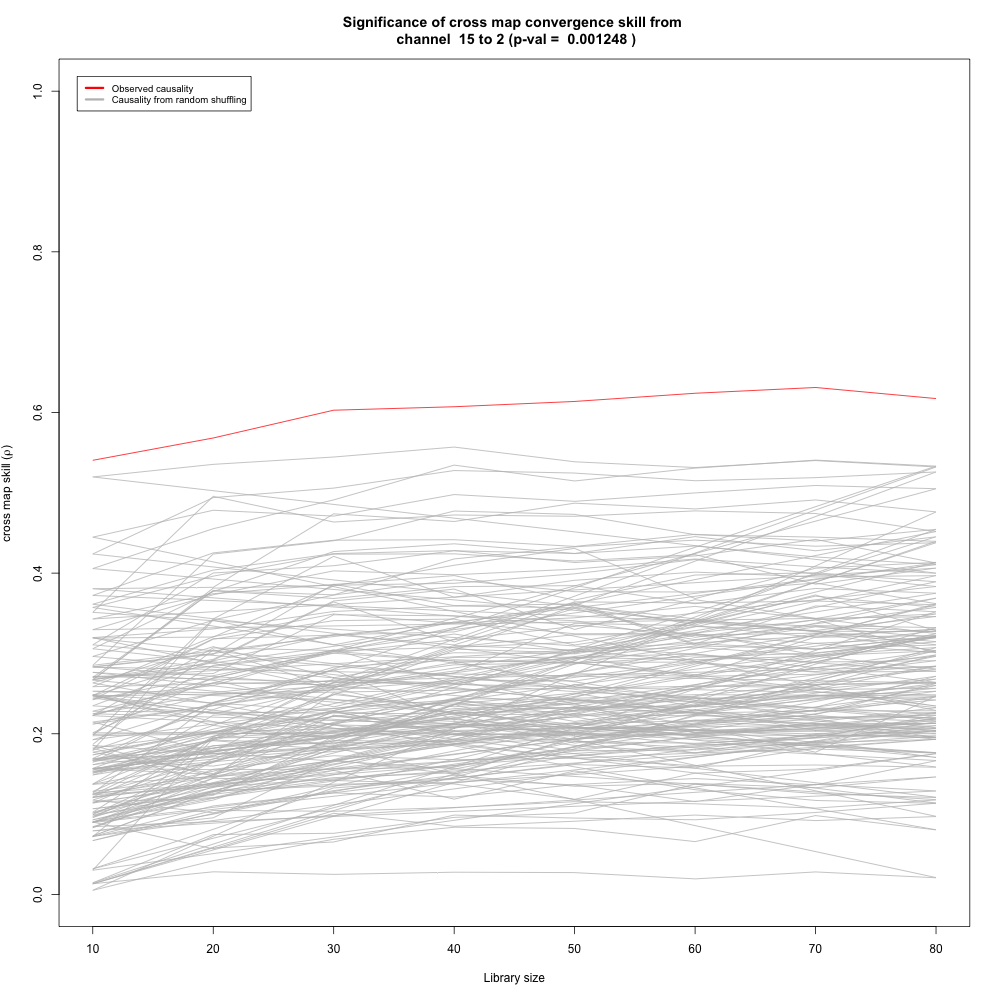 Significance of cross map convergence skill from
channel  15 to 2 (p-val =  0.001248 )
Observed causality
Causality from random shuffling
cross map skill (ρ)
1.0
0.8
0.6
0.4
0.2
0.0
10 20 30 40 50 60 70 80
Library size